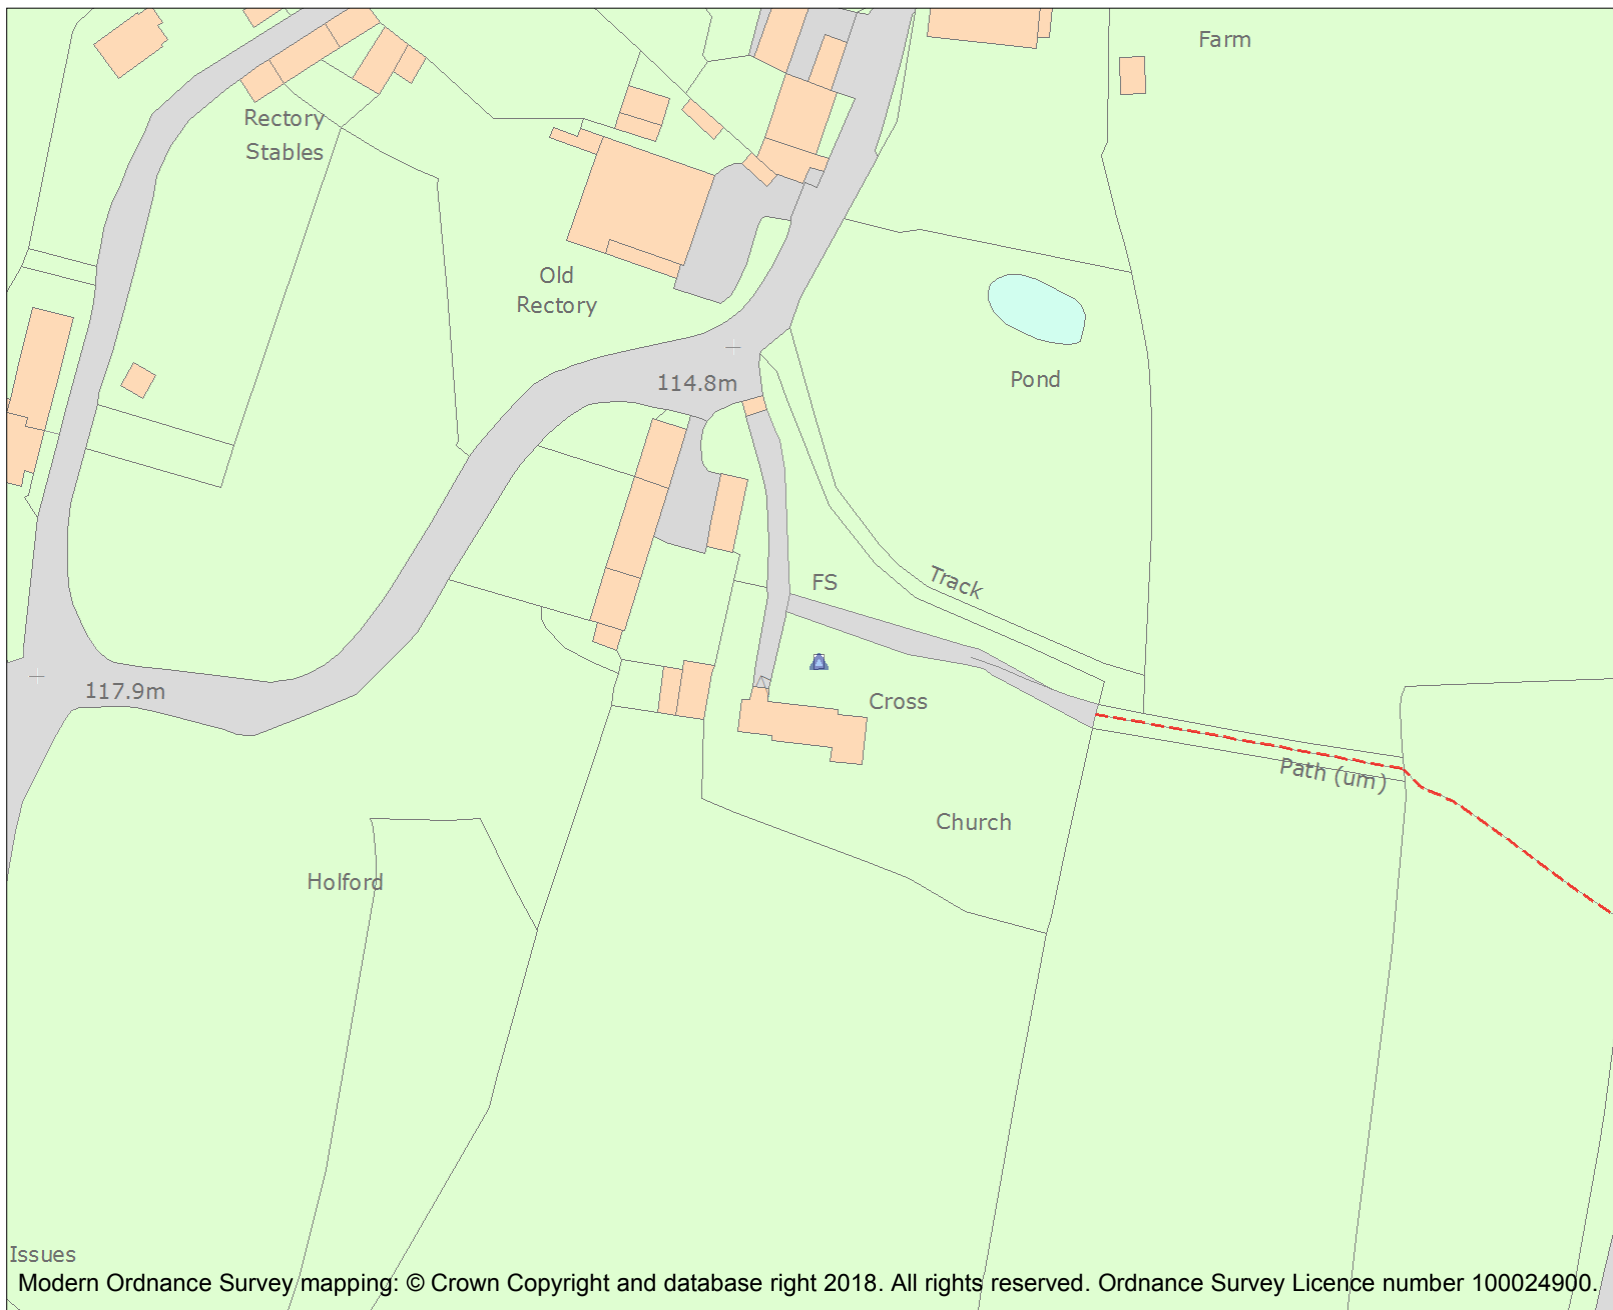 Farm
Rectory
Stables
Old
Rectory
Pond
114.8m
FS
Track
117.9m
Cross
Path (um)
Church
Holford
Issues
Modern Ordnance Survey mapping: © Crown Copyright and database right 2018. All rights reserved. Ordnance Survey Licence number 100024900.